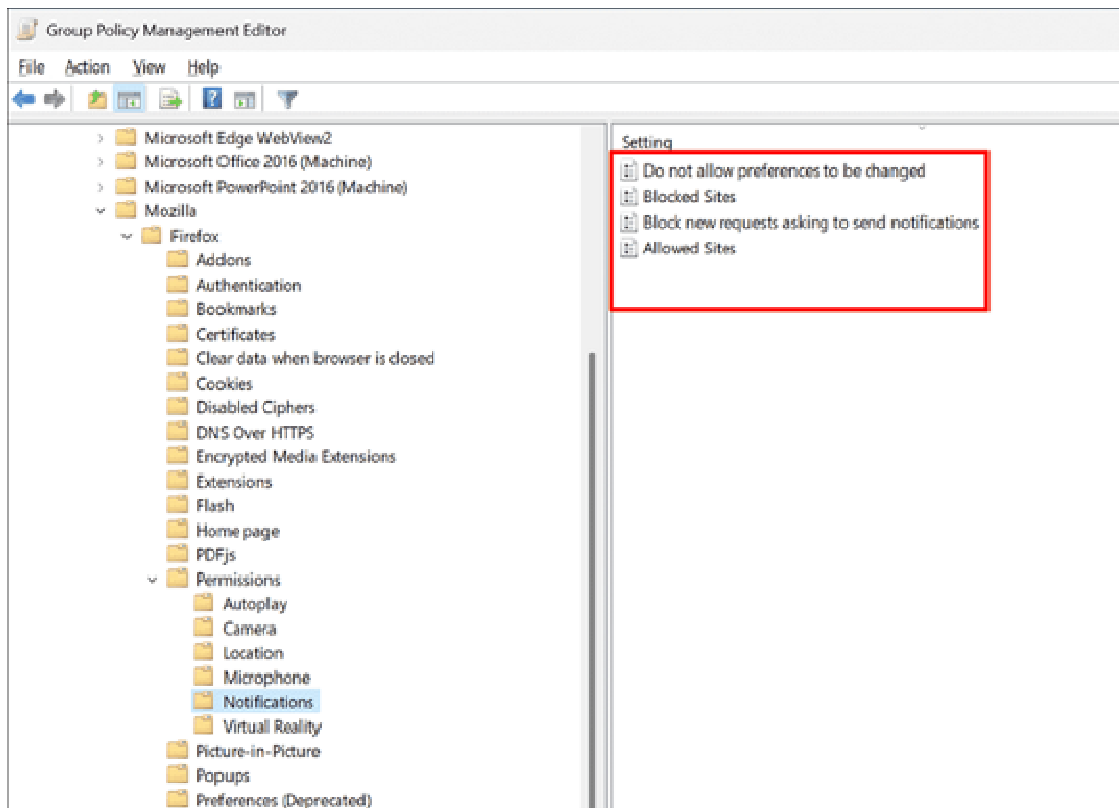 Group Policy Management Editor
File Action View Help
Microsoft Edge WebView2
Microsoft Office 2016 (Machine)
Microsoft PowerPoint 2016 (Machine)
Mozilla
Firefox
Addons
Authentication
Bookmarks
Certificates
Clear data when browser is closed
Cookies
Disabled Ciphers
DNS Over HTTPS
Encrypted Media Extensions
Extensions
Flash
Home page
PDFjs
Permissions
Autoplay
Camera
Location
Microphone
Notifications
Virtual Reality
Picture-in-Picture
Popups
Preferences (Deprecated)
Setting
Do not allow preferences to be changed
Blocked Sites
Block new requests asking to send notifications
Allowed Sites